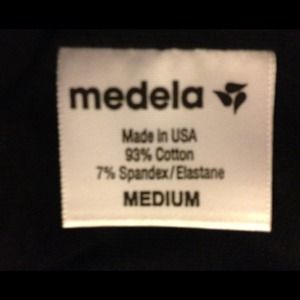 medela
Made in USA
93% Cotton
7% Spandex/Elastane
MEDIUM